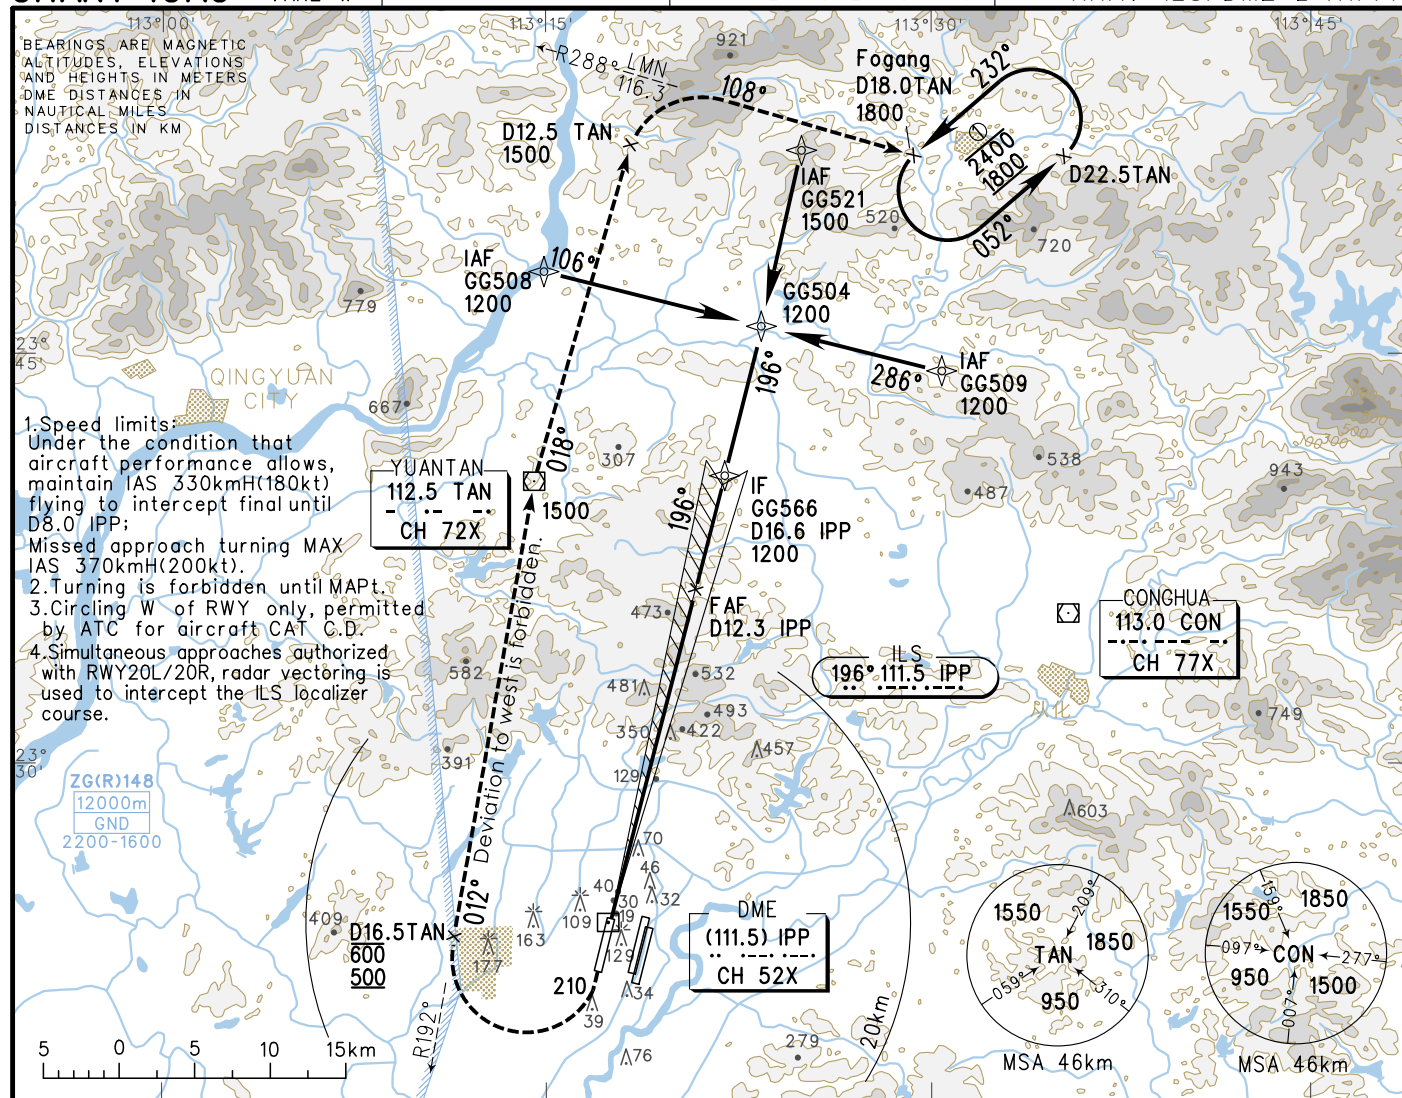 113°00'
113°15'
113°30'
113°45'
BEARINGS ARE MAGNETIC
ALTITUDES, ELEVATIONS
AND HEIGHTS IN METERS
DME DISTANCES IN
NAUTICAL MILES
DISTANCES IN KM
R288° LMN
116.3
921
108°
Fogang
D18.0TAN
1800
232°
①
2400
1800
D22.5TAN
052°
D12.5 TAN
1500
IAF
GG521
1500
520
720
IAF
GG508
1200
106°
GG504
1200
779
23°
45'
QINGYUAN
CITY
667
196°
286°
IAF
GG509
1200
1.Speed limits:
Under the condition that
aircraft performance allows,
maintain IAS 330kmH(180kt)
flying to intercept final until
D8.0 IPP;
Missed approach turning MAX
IAS 370kmH(200kt).
2.Turning is forbidden until MAPt.
3.Circling W of RWY only, permitted
by ATC for aircraft CAT C.D.
4.Simultaneous approaches authorized
with RWY20L/20R, radar vectoring is
used to intercept the ILS localizer
course.
YUANTAN
112.5 TAN
CH 72X
018°
307
1500
538
487
943
300
500
196°
IF
GG566
D16.6 IPP
1200
FAF
D12.3 IPP
473
CONGHUA
113.0 CON
CH 77X
ILS
196° 111.5 IPP
582
481
532
493
350
422
457
749
391
129
Deviation to west is forbidden.
23°
30'
ZG(R)148
12000m
GND
2200-1600
603
70
46
40
32
30
19
109
163
129
012°
409
D16.5TAN
600
500
177
210
34
39
76
279
R192°
DME
(111.5) IPP
CH 52X
20km
1550
209°
1850
TAN
059°
310°
950
MSA 46km
159°
1550
1850
097°
CON
277°
950
1500
007°
MSA 46km
5 0 5 10 15km